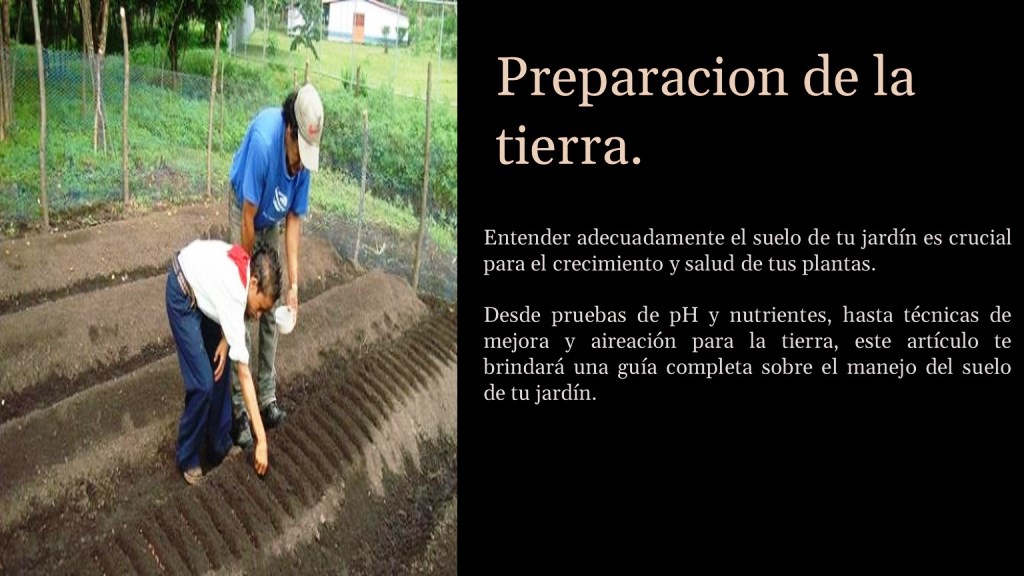 Preparacion de la
tierra.
Entender adecuadamente el suelo de tu jardín es crucial
para el crecimiento y salud de tus plantas.
Desde pruebas de pH y nutrientes, hasta técnicas de
mejora y aireación para la tierra, este artículo te
brindará una guía completa sobre el manejo del suelo
de tu jardín.